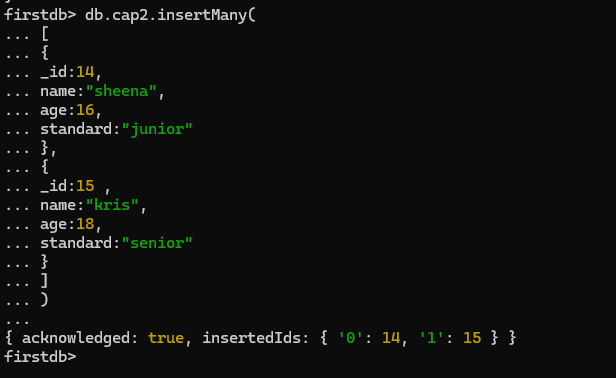 firstdb> db.cap2.insertMany(
... [
... {
... _id:14,
... name:"sheena",
... age:16,
... standard:"junior"
... },
... {
... _id:15 ,
... name:"kris",
... age:18,
... standard:"senior"
... }
... ]
... )
...
{ acknowledged: true, insertedIds: { '0': 14, '1': 15 } }
firstdb>